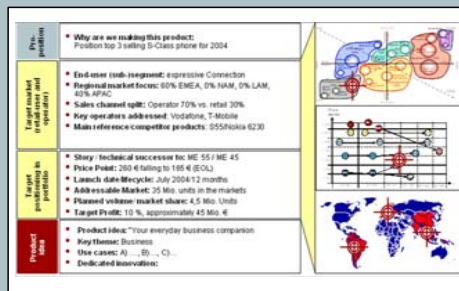 Pro-
position
• Why are we making this product:
Position top 3 selling S-Class phone for 2004
Target market
(retail-user and
operator)
• End-user (sub-)segment: expressive Connection
• Regional market focus: 60% EMEA, 0% NAM, 0% LAM,
40% APAC
• Sales channel split: Operator 70% vs. retail 30%
• Key operators addressed: Vodafone, T-Mobile
• Main reference/competitor products: S55/Nokia 6230
Target
positioning in
portfolio
• Story / technical successor to: ME 55 / ME 45
• Price Point: 260 € falling to 165 € (EOL)
• Launch date/lifecycle: July 2004/12 months
• Addressable Market: 35 Mio. units in the markets
• Planned volume/market share: 4,5 Mio. Units
• Target Profit: 10 %, approximately 45 Mio. €
Product
idea
• Product idea: "Your everyday business companion
• Key theme: Business
• Use cases: A)...., B)..., C)...
• Dedicated innovation: